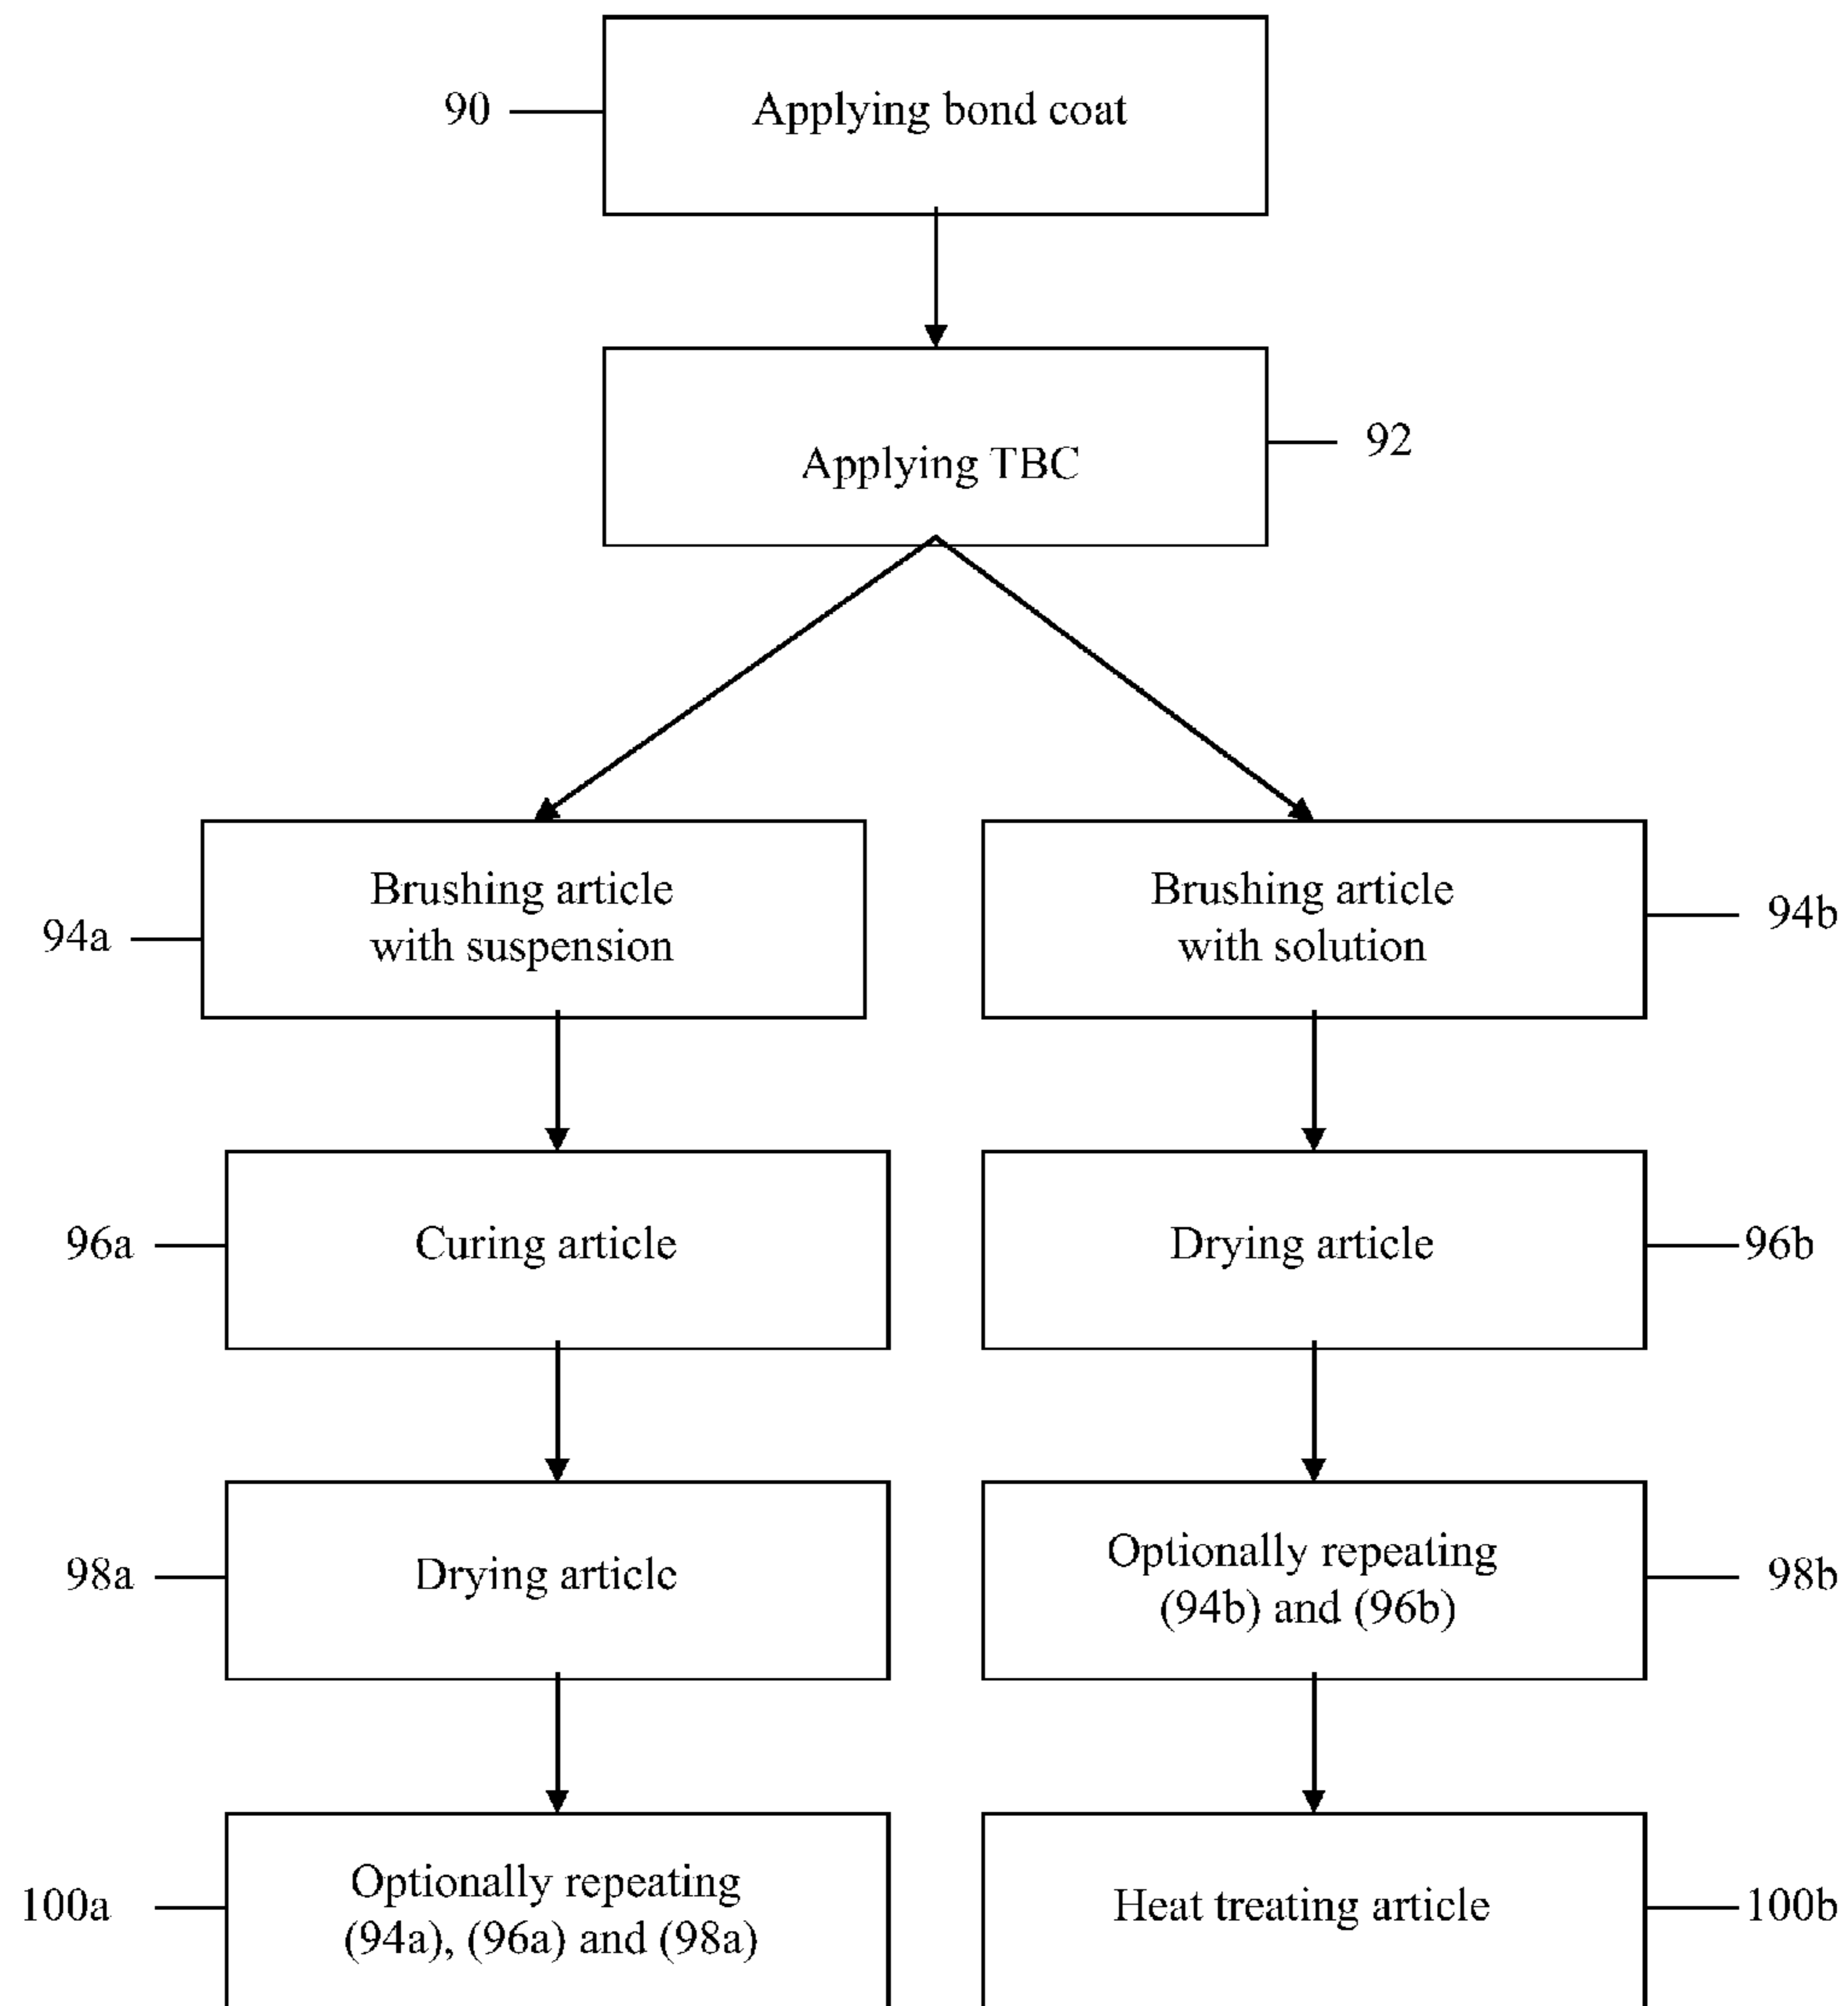 90
Applying bond coat
Applying TBC
92
94a
Brushing article
with suspension
Brushing article
with solution
94b
96a
Curing article
Drying article
96b
98a
Drying article
Optionally repeating
(94b) and (96b)
98b
100a
Optionally repeating
(94a), (96a) and (98a)
Heat treating article
100b